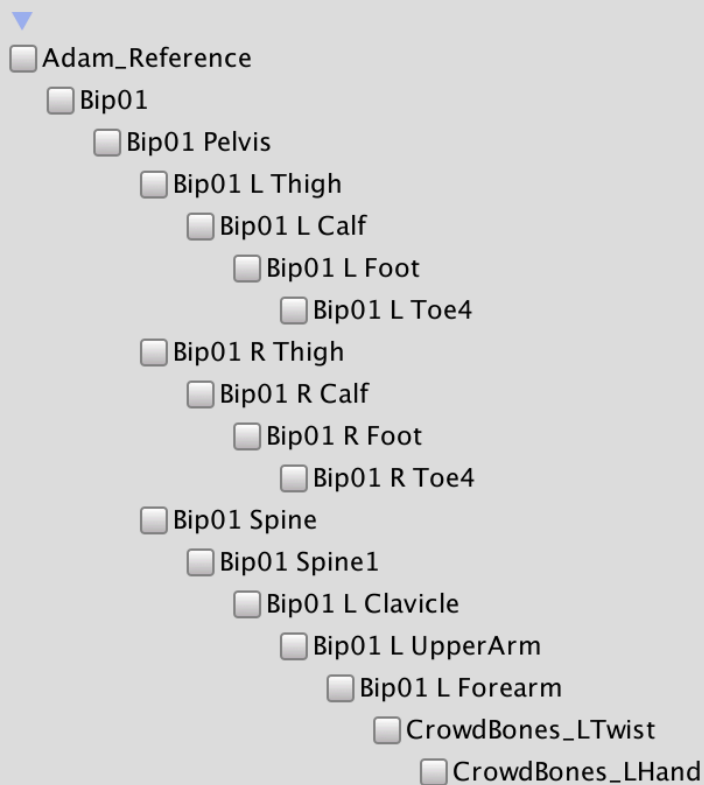 Adam_Reference
Bip01
Bip01 Pelvis
Bip01 L Thigh
Bip01 L Calf
Bip01 L Foot
Bip01 L Toe4
Bip01 R Thigh
Bip01 R Calf
Bip01 R Foot
Bip01 R Toe4
Bip01 Spine
Bip01 Spine1
Bip01 L Clavicle
Bip01 L UpperArm
Bip01 L Forearm
CrowdBones_LTwist
CrowdBones_LHand